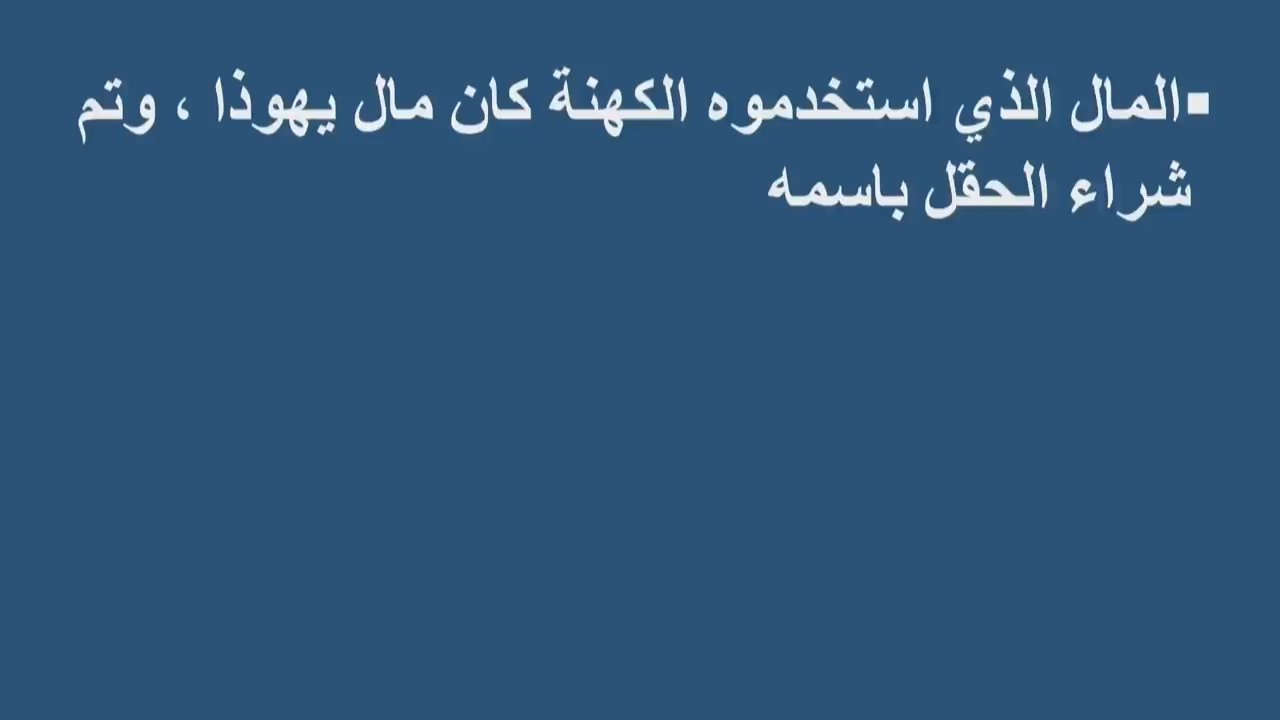 ▪المال الذي استخدموه الكهنة كان مال يهوذا ، وتم
شراء الحقل باسمه